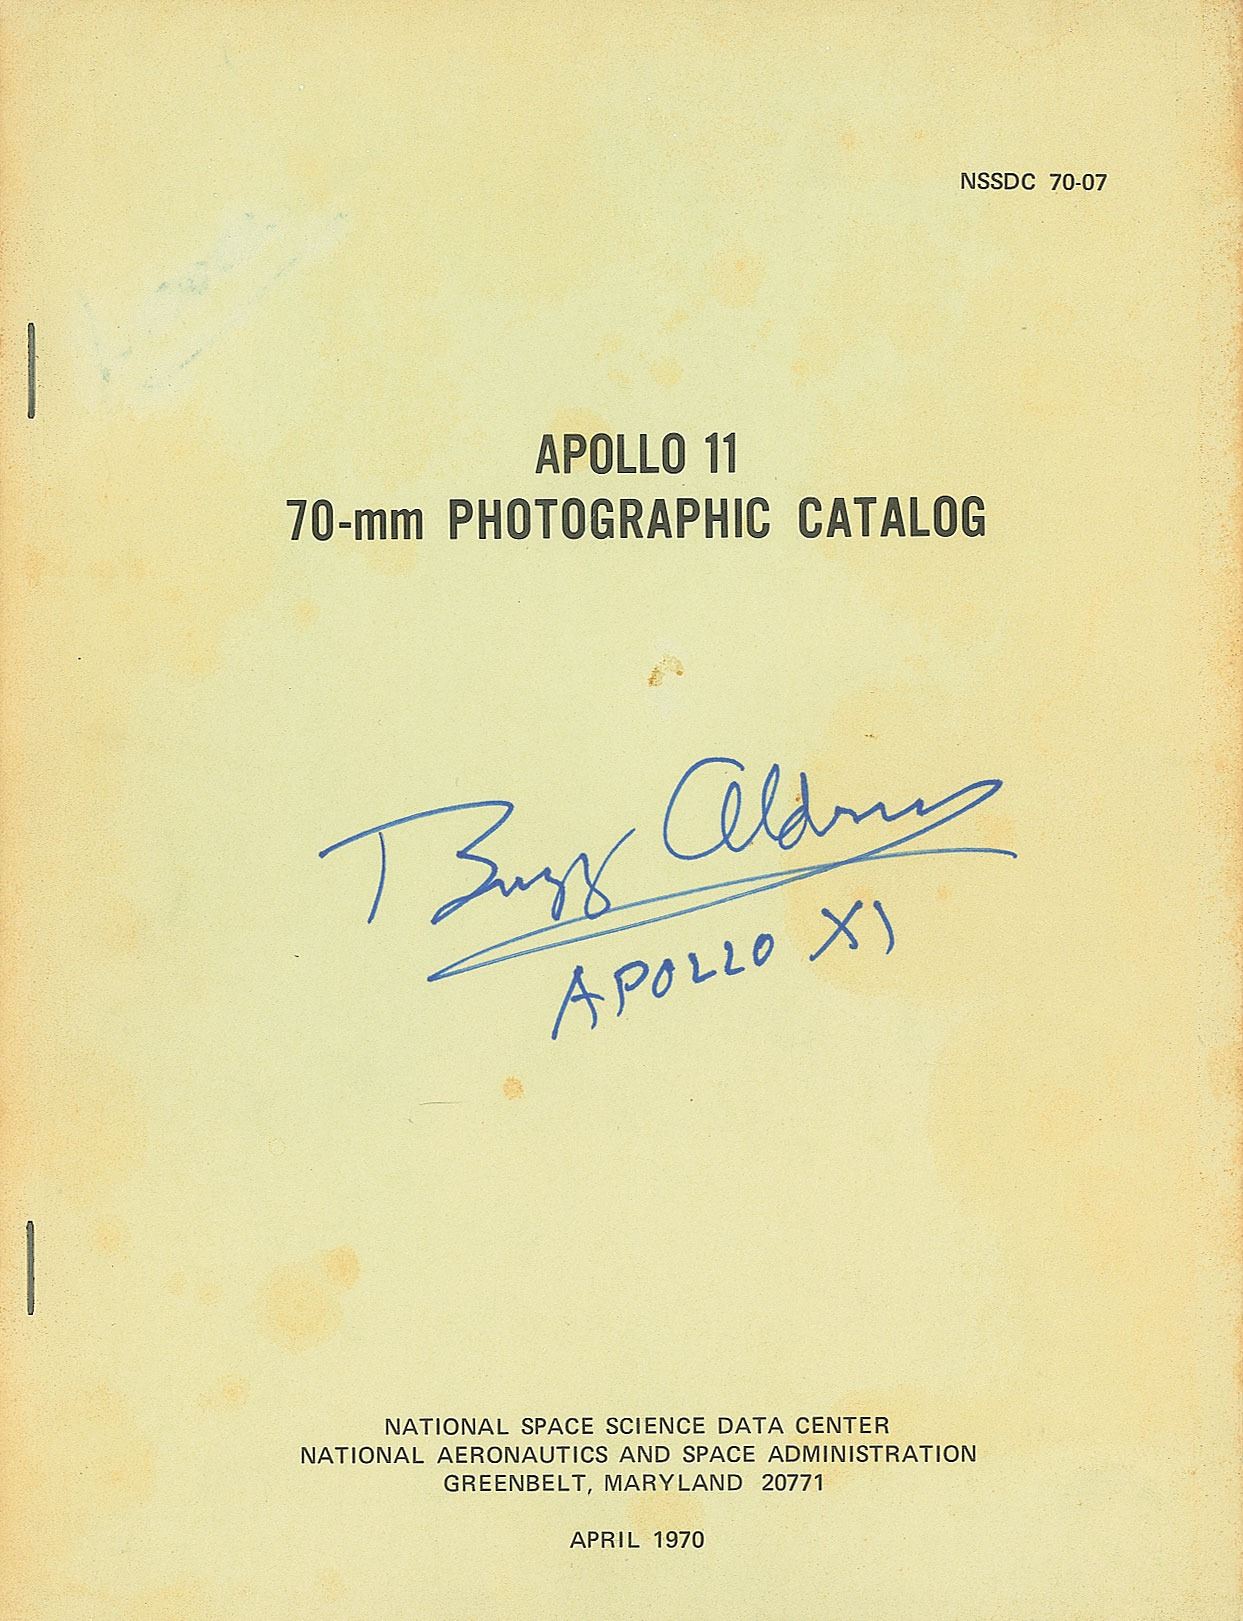 NSSDC 70-07
APOLLO 11
70-mm PHOTOGRAPHIC CATALOG
Buzz Aldrin
APOLLO XI
NATIONAL SPACE SCIENCE DATA CENTER
NATIONAL AERONAUTICS AND SPACE ADMINISTRATION
GREENBELT, MARYLAND 20771
APRIL 1970